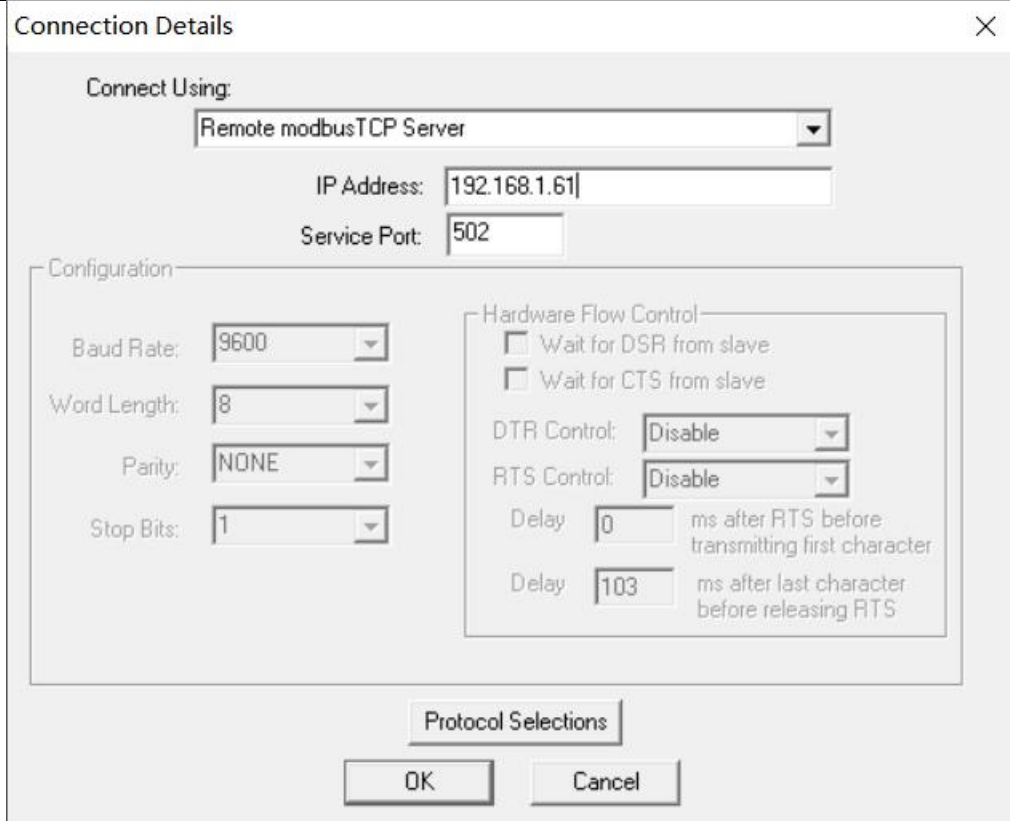 Connection Details
Connect Using:
Remote modbusTCP Server
IP Address: 192.168.1.61
Service Port: 502
Configuration
Baud Rate: 9600
Word Length: 8
Parity: NONE
Stop Bits: 1
Hardware Flow Control
Wait for DSR from slave
Wait for CTS from slave
DTR Control: Disable
RTS Control: Disable
Delay 0 ms after RTS before
transmitting first character
Delay 103 ms after last character
before releasing RTS
Protocol Selections
OK Cancel